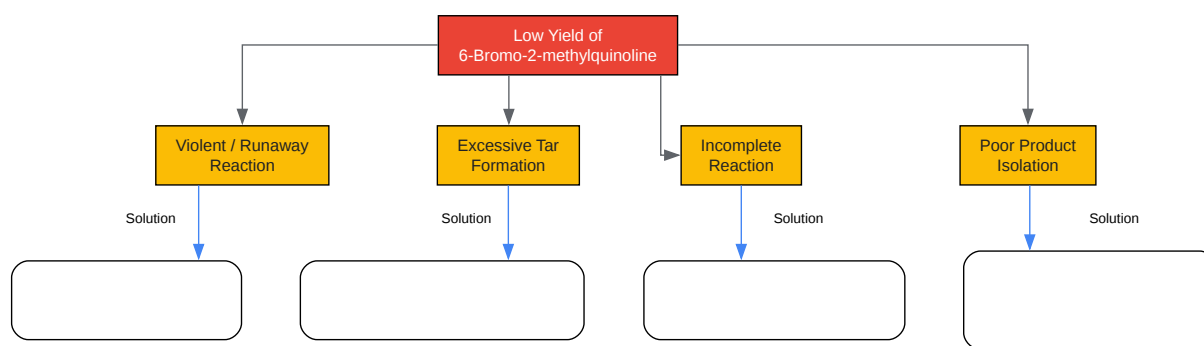 Low Yield of
6-Bromo-2-methylquinoline
Violent / Runaway
Reaction
Excessive Tar
Formation
Incomplete
Reaction
Poor Product
Isolation
Solution
Solution
Solution
Solution